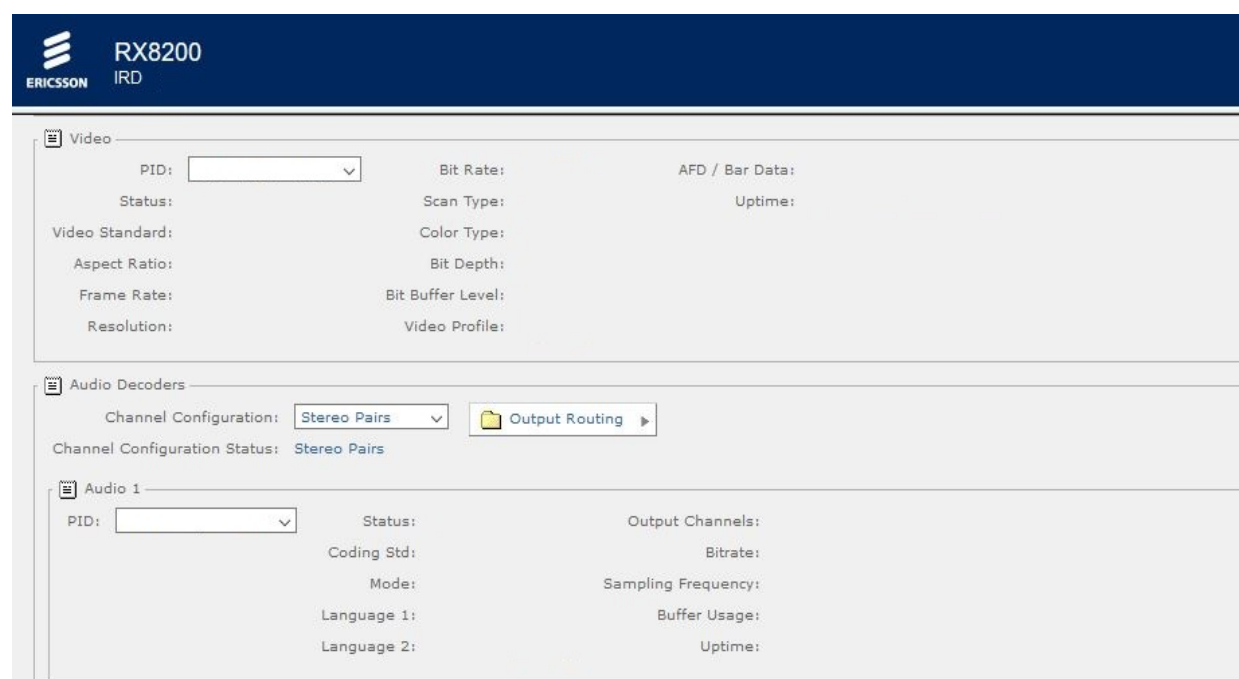 RX8200
ERICSSON IRD
Video
PID: Bit Rate: AFD / Bar Data:
Status: Scan Type: Uptime:
Video Standard: Color Type:
Aspect Ratio: Bit Depth:
Frame Rate: Bit Buffer Level:
Resolution: Video Profile:
Audio Decoders
Channel Configuration: Stereo Pairs Output Routing
Channel Configuration Status: Stereo Pairs
Audio 1
PID: Status: Output Channels:
Coding Std: Bitrate:
Mode: Sampling Frequency:
Language 1: Buffer Usage:
Language 2: Uptime: